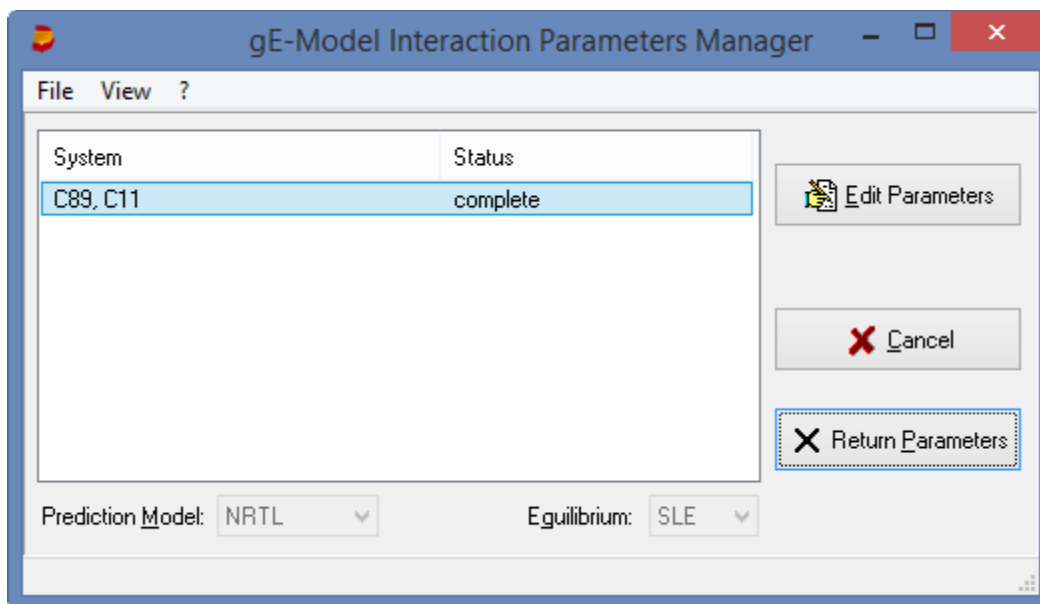 gE-Model Interaction Parameters Manager
File View ?
System Status
C89, C11 complete
Edit Parameters
Cancel
Return Parameters
Prediction Model: NRTL Eguilibrium: SLE